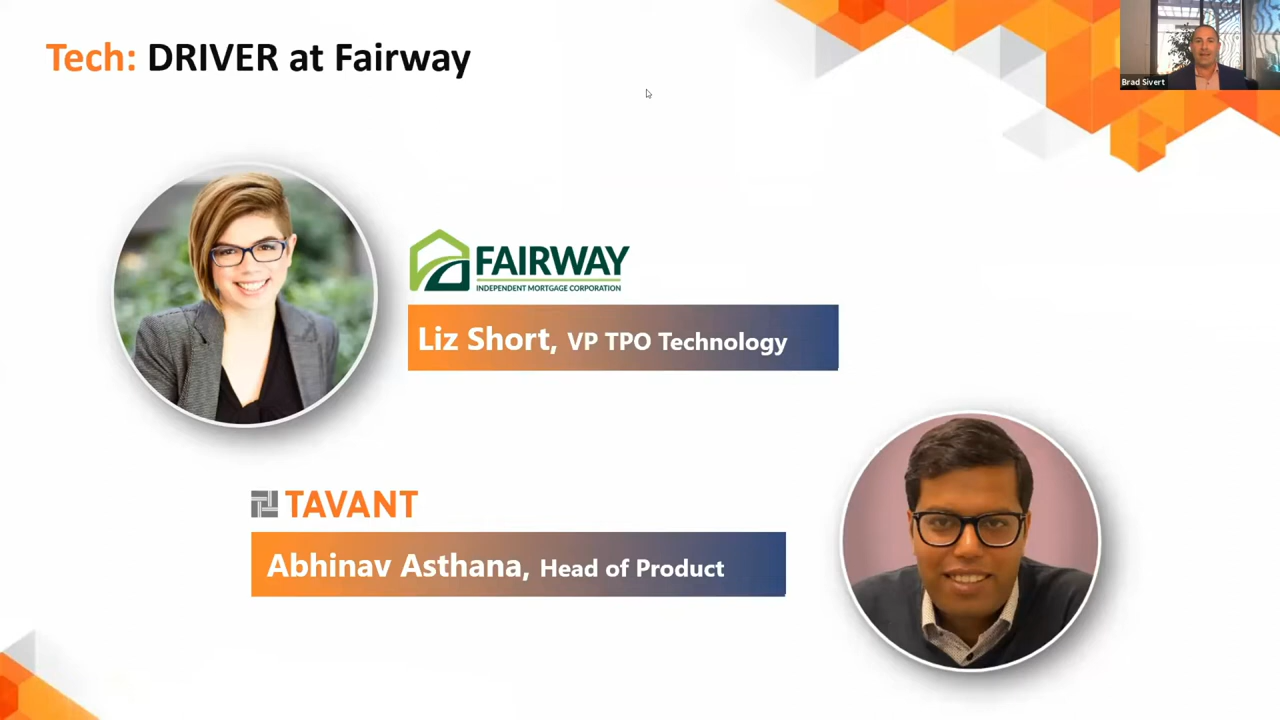 Tech: DRIVER at Fairway
Brad Sivert
FAIRWAY
INDEPENDENT MORTGAGE CORPORATION
Liz Short, VP TPO Technology
TAVANT
Abhinav Asthana, Head of Product